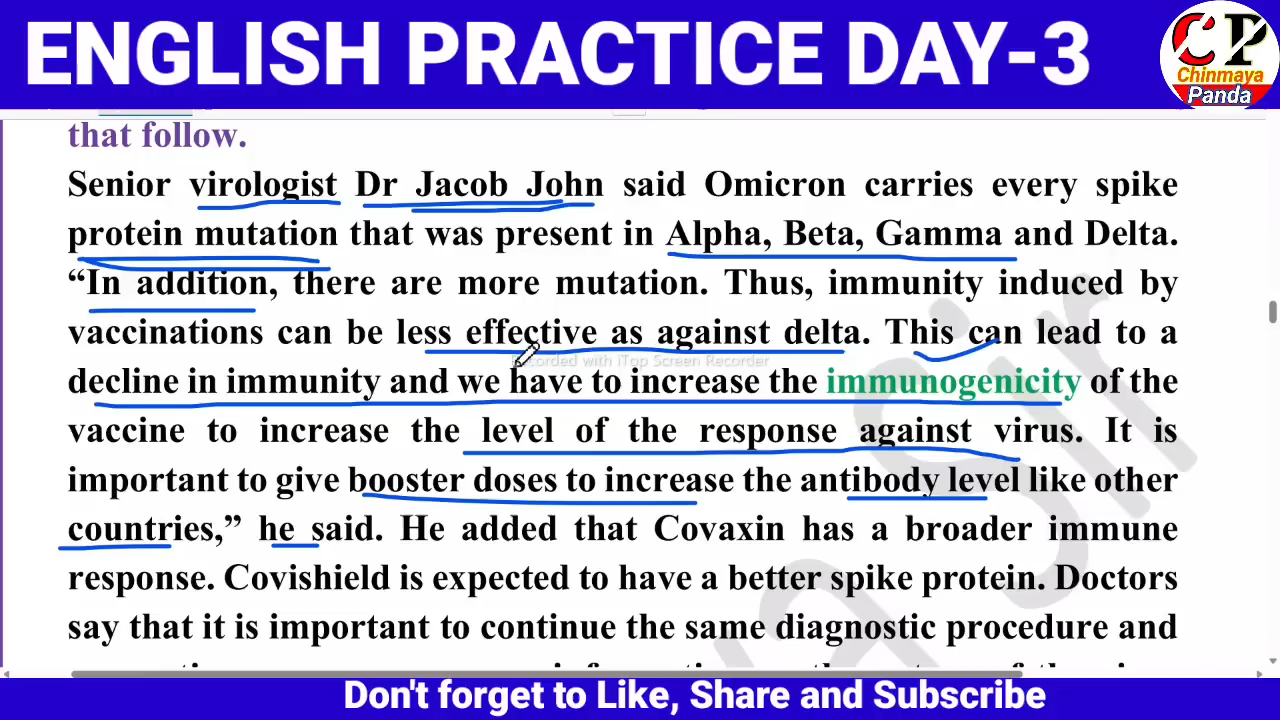 ENGLISH PRACTICE DAY-3
CP
Chinmaya
Panda
that follow.
Senior virologist Dr Jacob John said Omicron carries every spike
protein mutation that was present in Alpha, Beta, Gamma and Delta.
“In addition, there are more mutation. Thus, immunity induced by
vaccinations can be less effective as against delta. This can lead to a
Recorded with iTop Screen Recorder
decline in immunity and we have to increase the immunogenicity of the
vaccine to increase the level of the response against virus. It is
important to give booster doses to increase the antibody level like other
countries,” he said. He added that Covaxin has a broader immune
response. Covishield is expected to have a better spike protein. Doctors
say that it is important to continue the same diagnostic procedure and
Don't forget to Like, Share and Subscribe